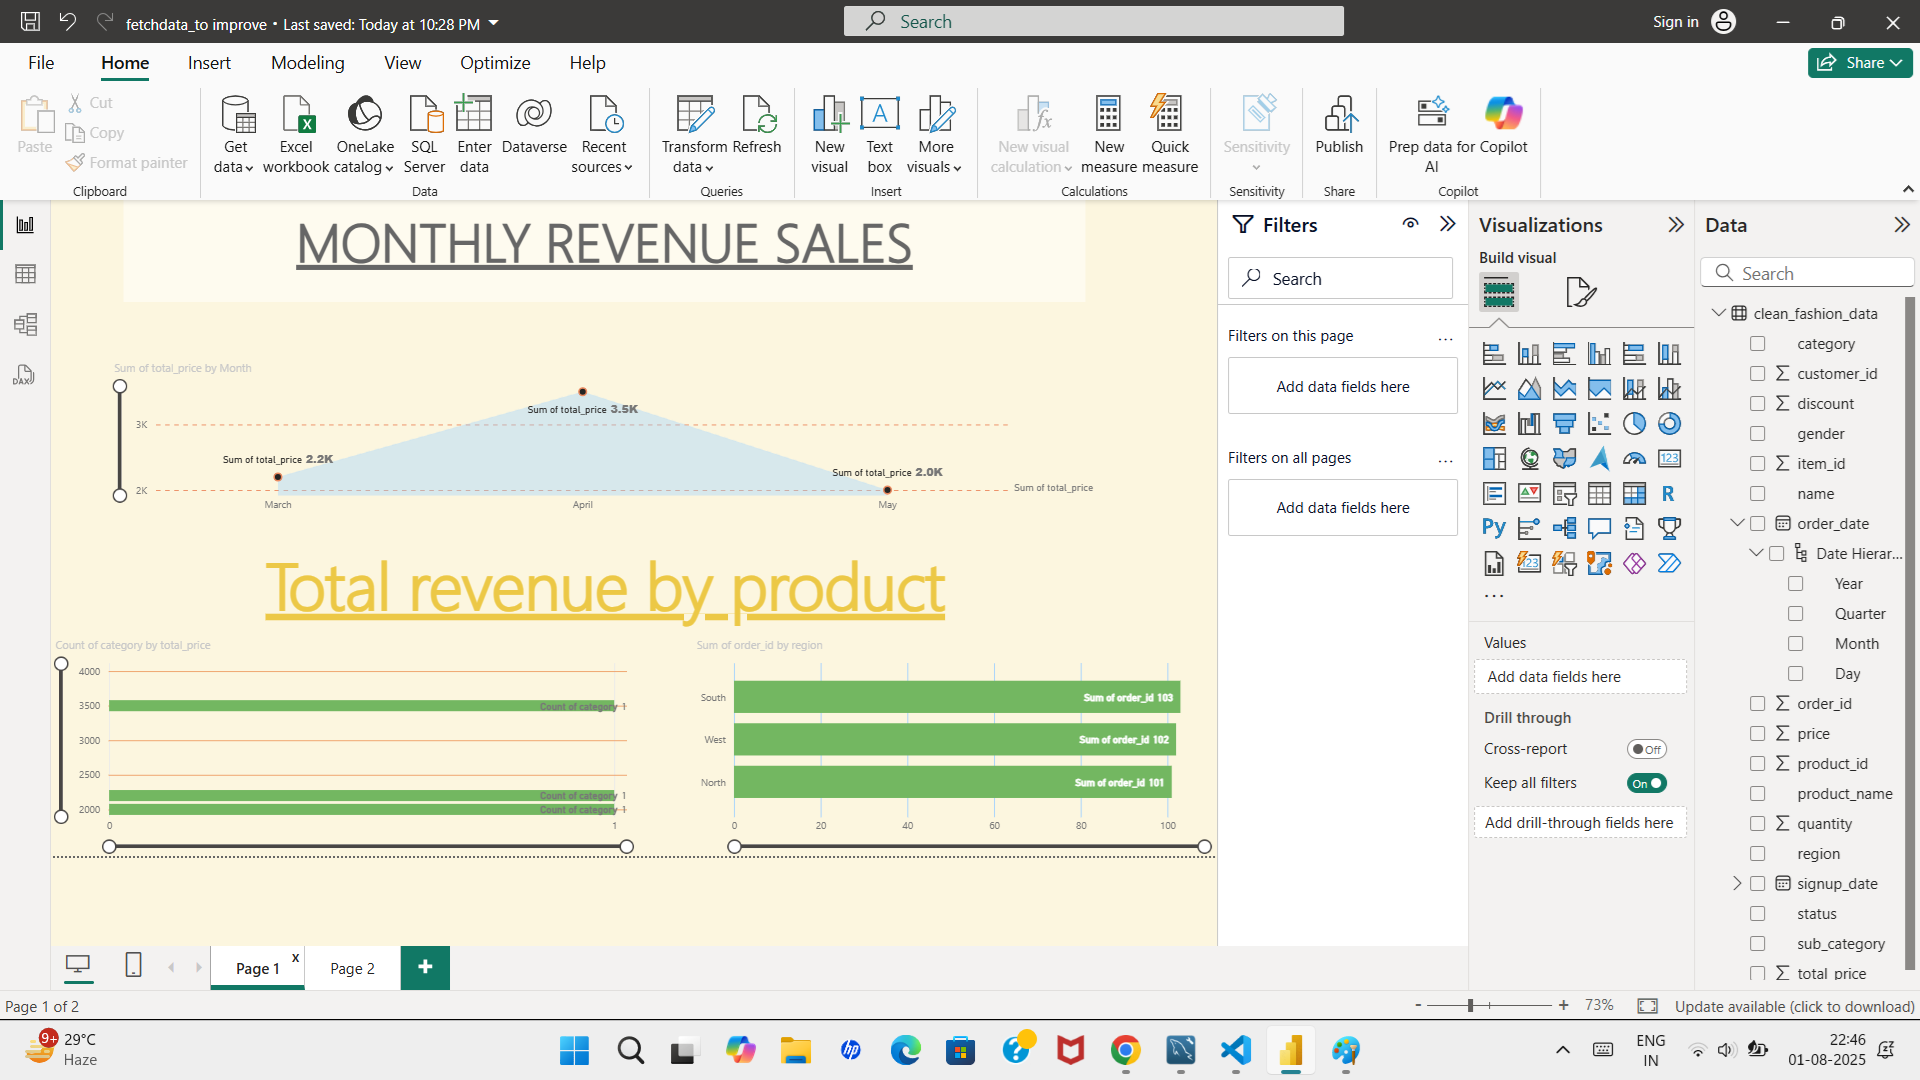 fetchdata_to improve • Last saved: Today at 10:28 PM
Search
Sign in
File
Home
Insert
Modeling
View
Optimize
Help
Share
Paste
Cut
Copy
Format painter
Clipboard
Get data
Excel workbook
OneLake catalog
SQL Server
Enter data
Dataverse
Recent sources
Data
Transform data
Refresh
Queries
New visual
Text box
More visuals
Insert
New visual calculation
New measure
Quick measure
Calculations
Sensitivity
Sensitivity
Publish
Share
Prep data for AI
Copilot
Copilot
MONTHLY REVENUE SALES
Sum of total_price by Month
3K
2K
Sum of total_price 2.2K
Sum of total_price 3.5K
Sum of total_price 2.0K
Sum of total_price
March
April
May
Total revenue by product
Count of category by total_price
4000
3500
3000
2500
2000
Count of category 1
Count of category 1
Count of category 1
0
1
Sum of order_id by region
South
Sum of order_id 103
West
Sum of order_id 102
North
Sum of order_id 101
0
20
40
60
80
100
Filters
Search
Filters on this page
...
Add data fields here
Filters on all pages
...
Add data fields here
Visualizations
Build visual
123
R
Py
123
...
Values
Add data fields here
Drill through
Cross-report
Off
Keep all filters
On
Add drill-through fields here
Data
Search
clean_fashion_data
category
customer_id
discount
gender
item_id
name
order_date
Date Hierar...
Year
Quarter
Month
Day
order_id
price
product_id
product_name
quantity
region
signup_date
status
sub_category
total_price
DAX
Page 1
x
Page 2
+
Page 1 of 2
- + 73%
Update available (click to download)
9+
29°C
Haze
hp
ENG
IN
22:46
01-08-2025